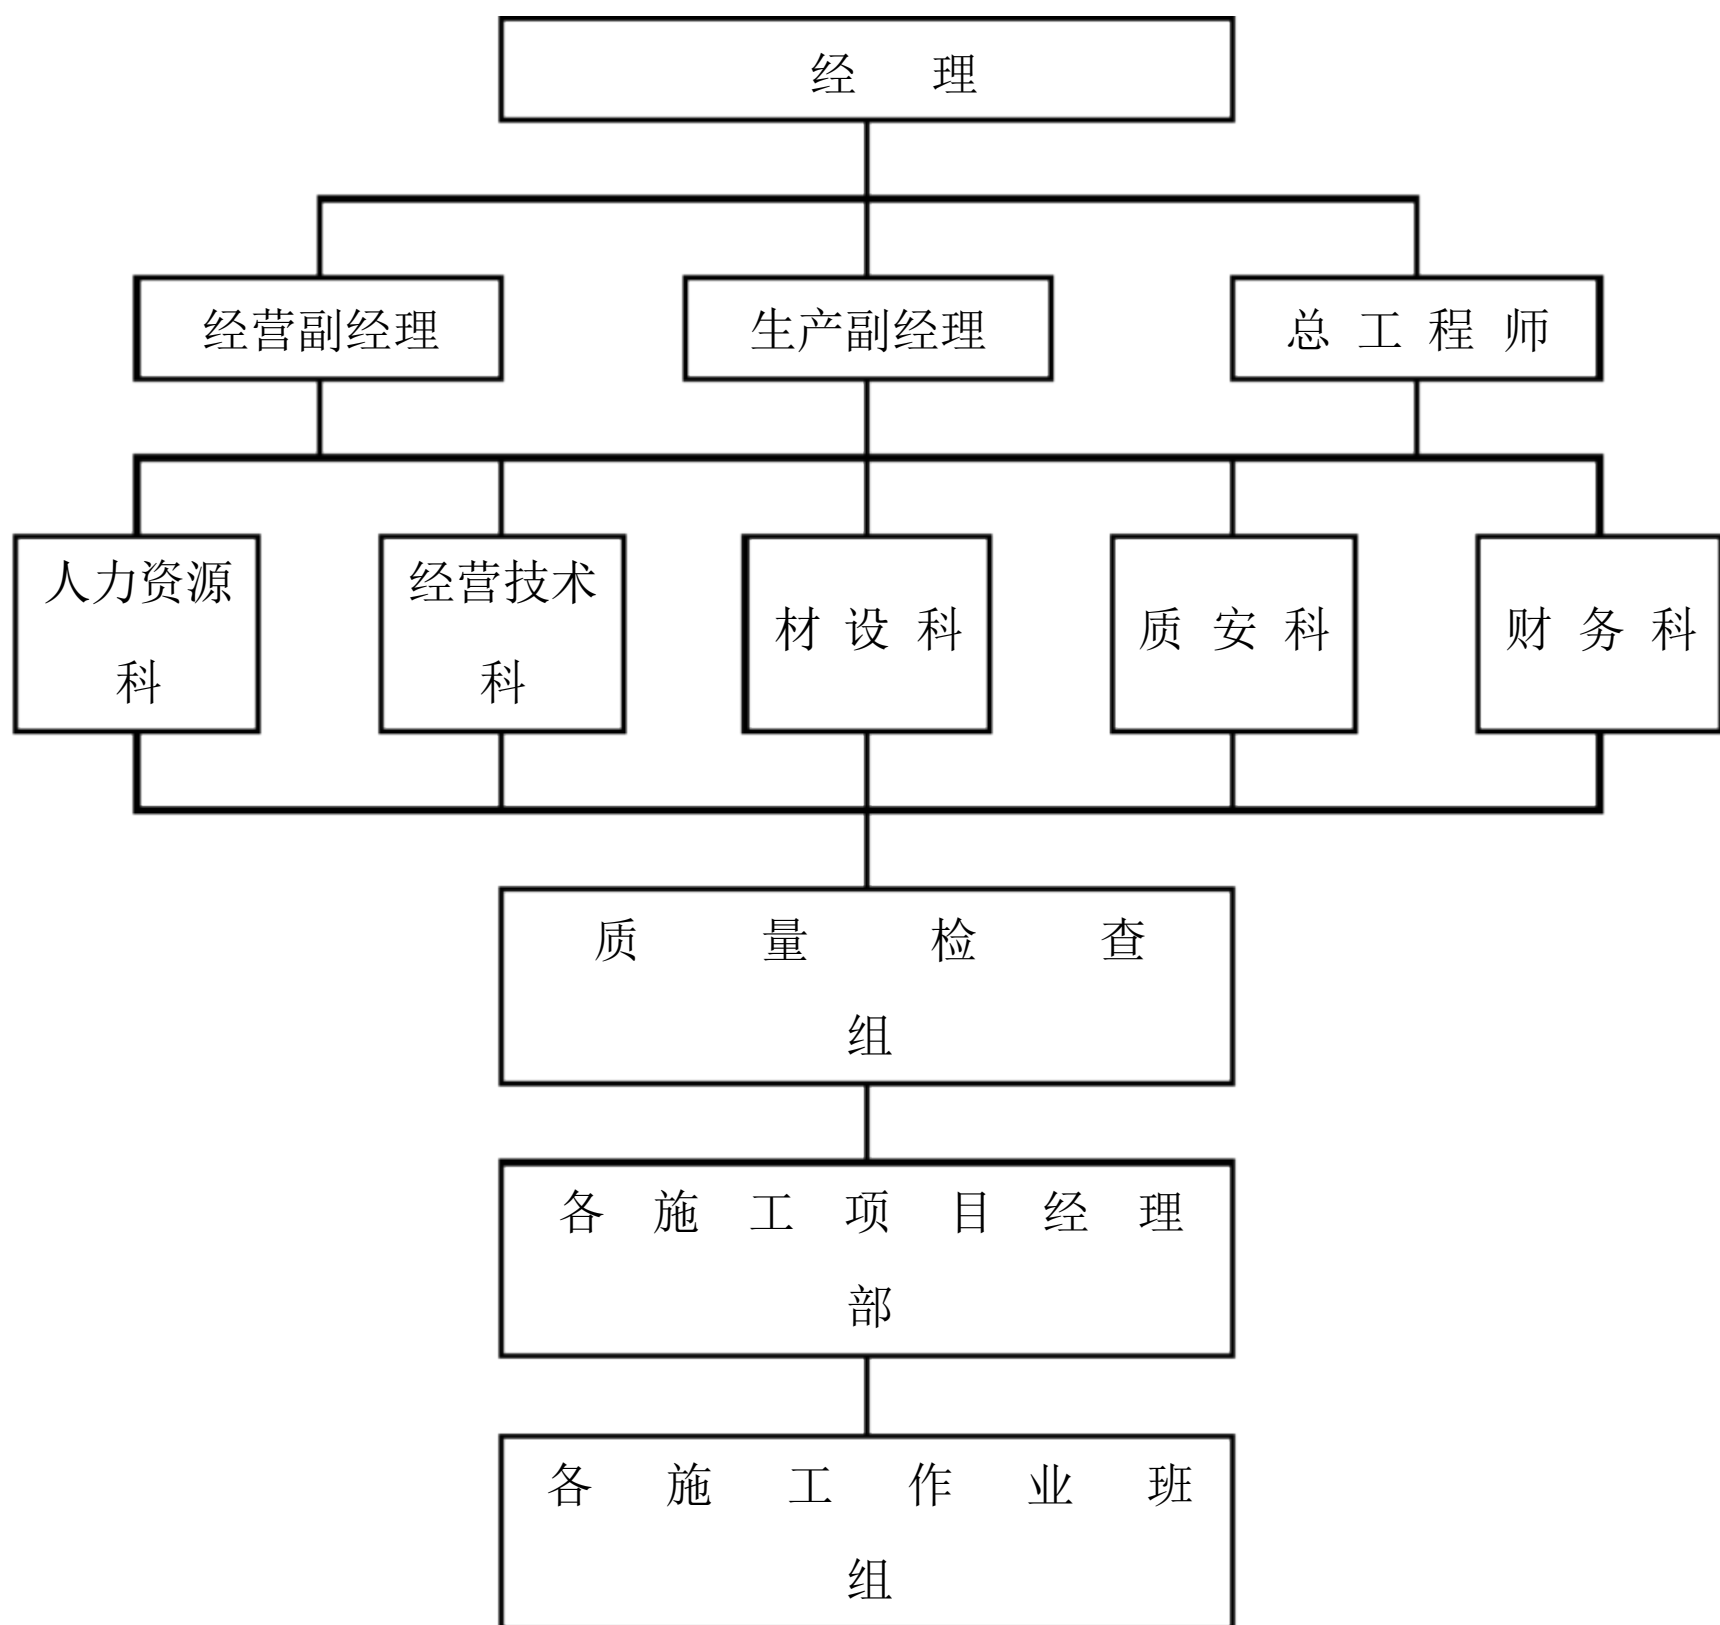 经 理
经营副经理
生产副经理
总工程师
人力资源
科
经营技术
科
材设科
质安科
财务科
质量检查
组
各施工项目经理
部
各施工作业班
组